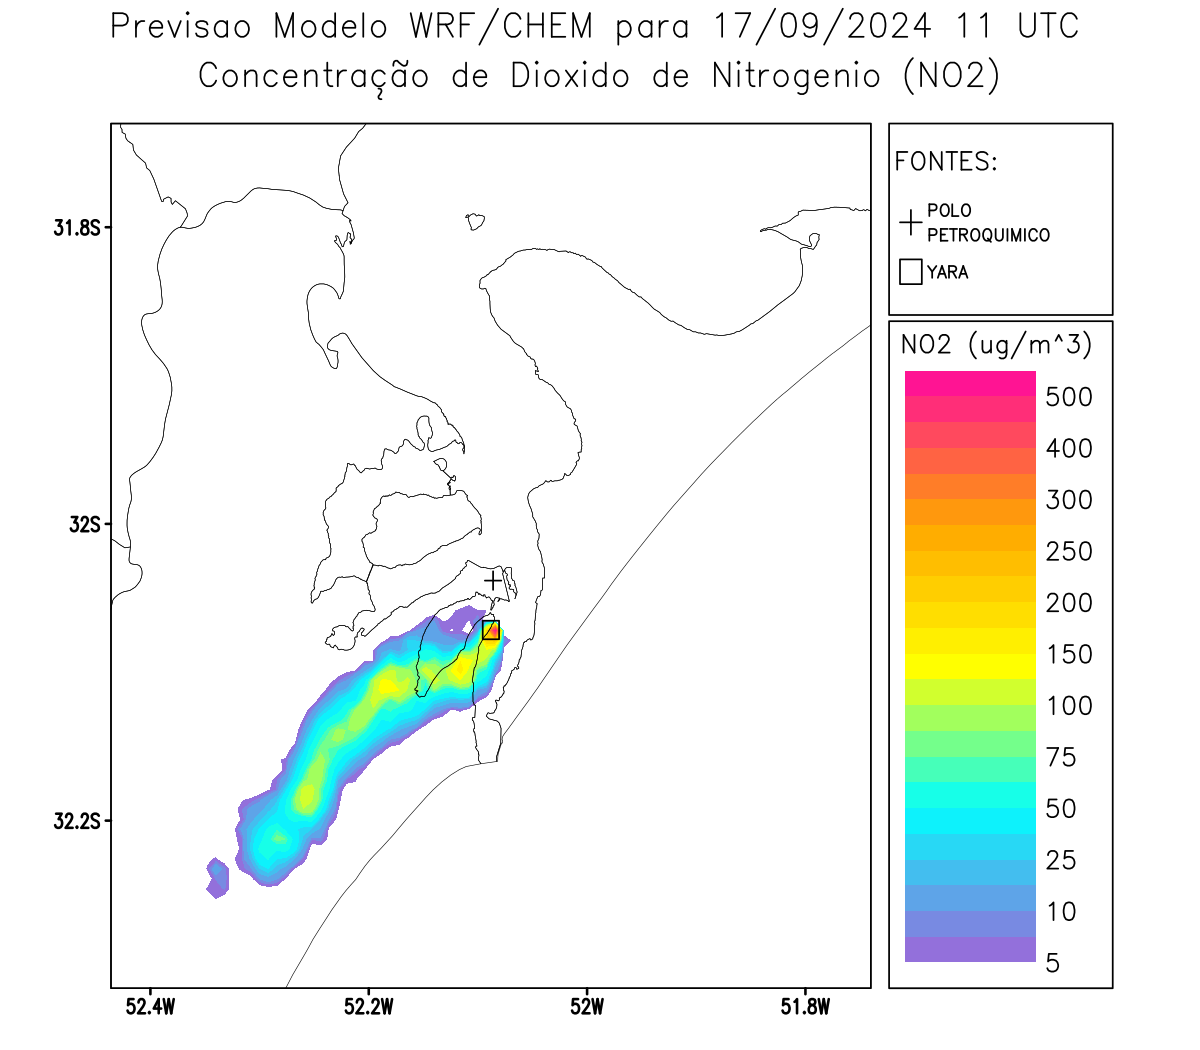 Previsao Modelo WRF/CHEM para 17/09/2024 11 UTC
Concentração de Dioxido de Nitrogenio (NO2)
FONTES:
POLO
PETROQUIMICO
YARA
NO2 (ug/m^3)
500
400
300
250
200
150
100
75
50
25
10
5
31.8S
32S
32.2S
52.4W
52.2W
52W
51.8W